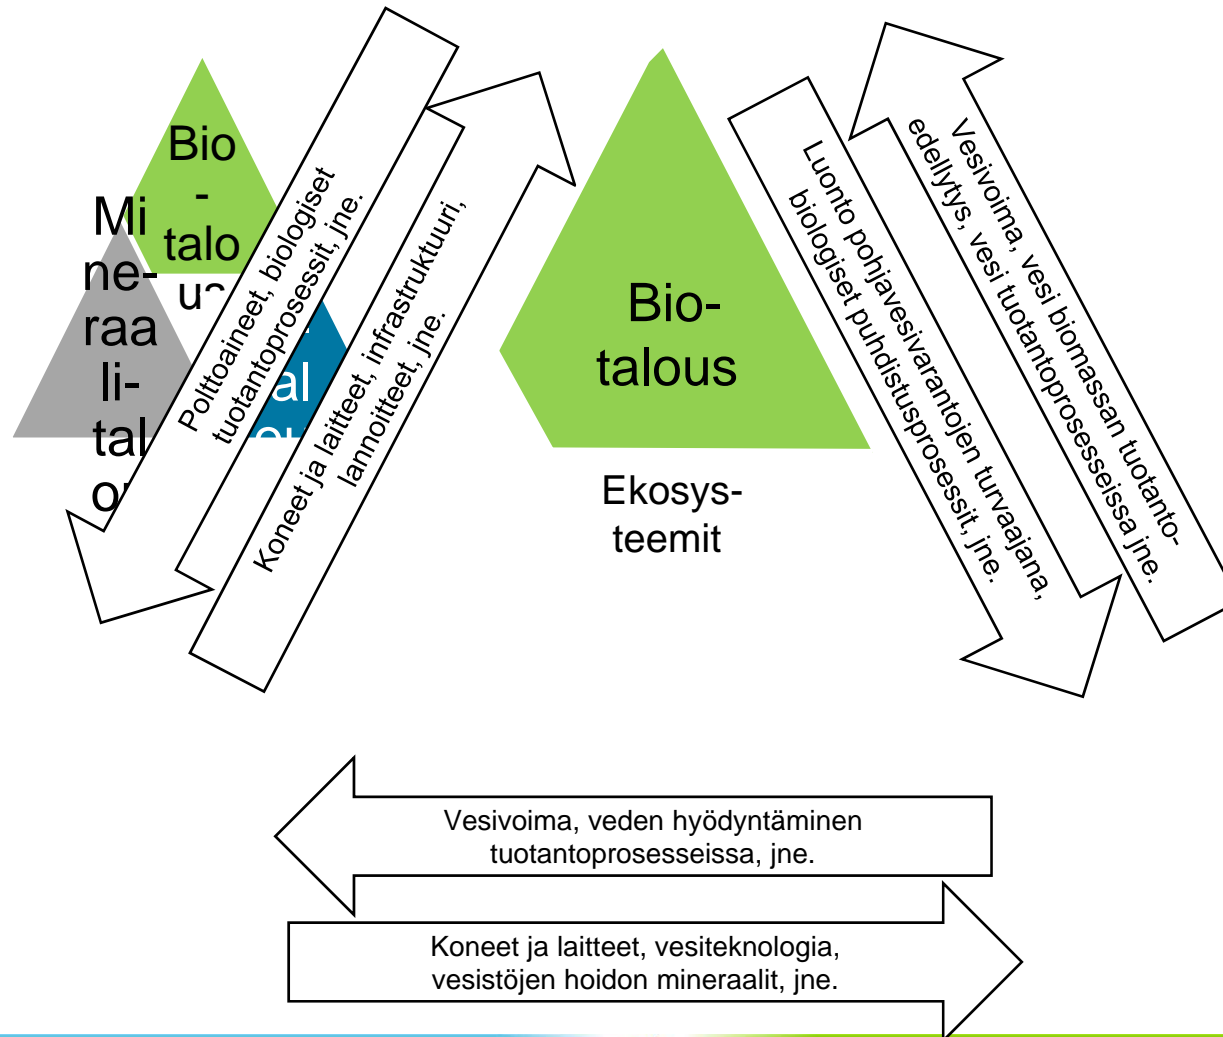 Bio
-
talo
Mi
ne-
raa
li-
tal
al
Polttoaineet, biologiset
tuotantoprosessit, jne.
Koneet ja laitteet, infrastruktuuri,
lannoitteet, jne.
Bio-
talous
Ekosys-
teemit
Luonto pohjavesivarantojen turvaajana,
biologiset puhdistusprosessit, jne.
Vesivoima, vesi biomassan tuotanto-
edellytys, vesi tuotantoprosesseissa jne.
Vesivoima, veden hyödyntäminen
tuotantoprosesseissa, jne.
Koneet ja laitteet, vesiteknologia,
vesistöjen hoidon mineraalit, jne.